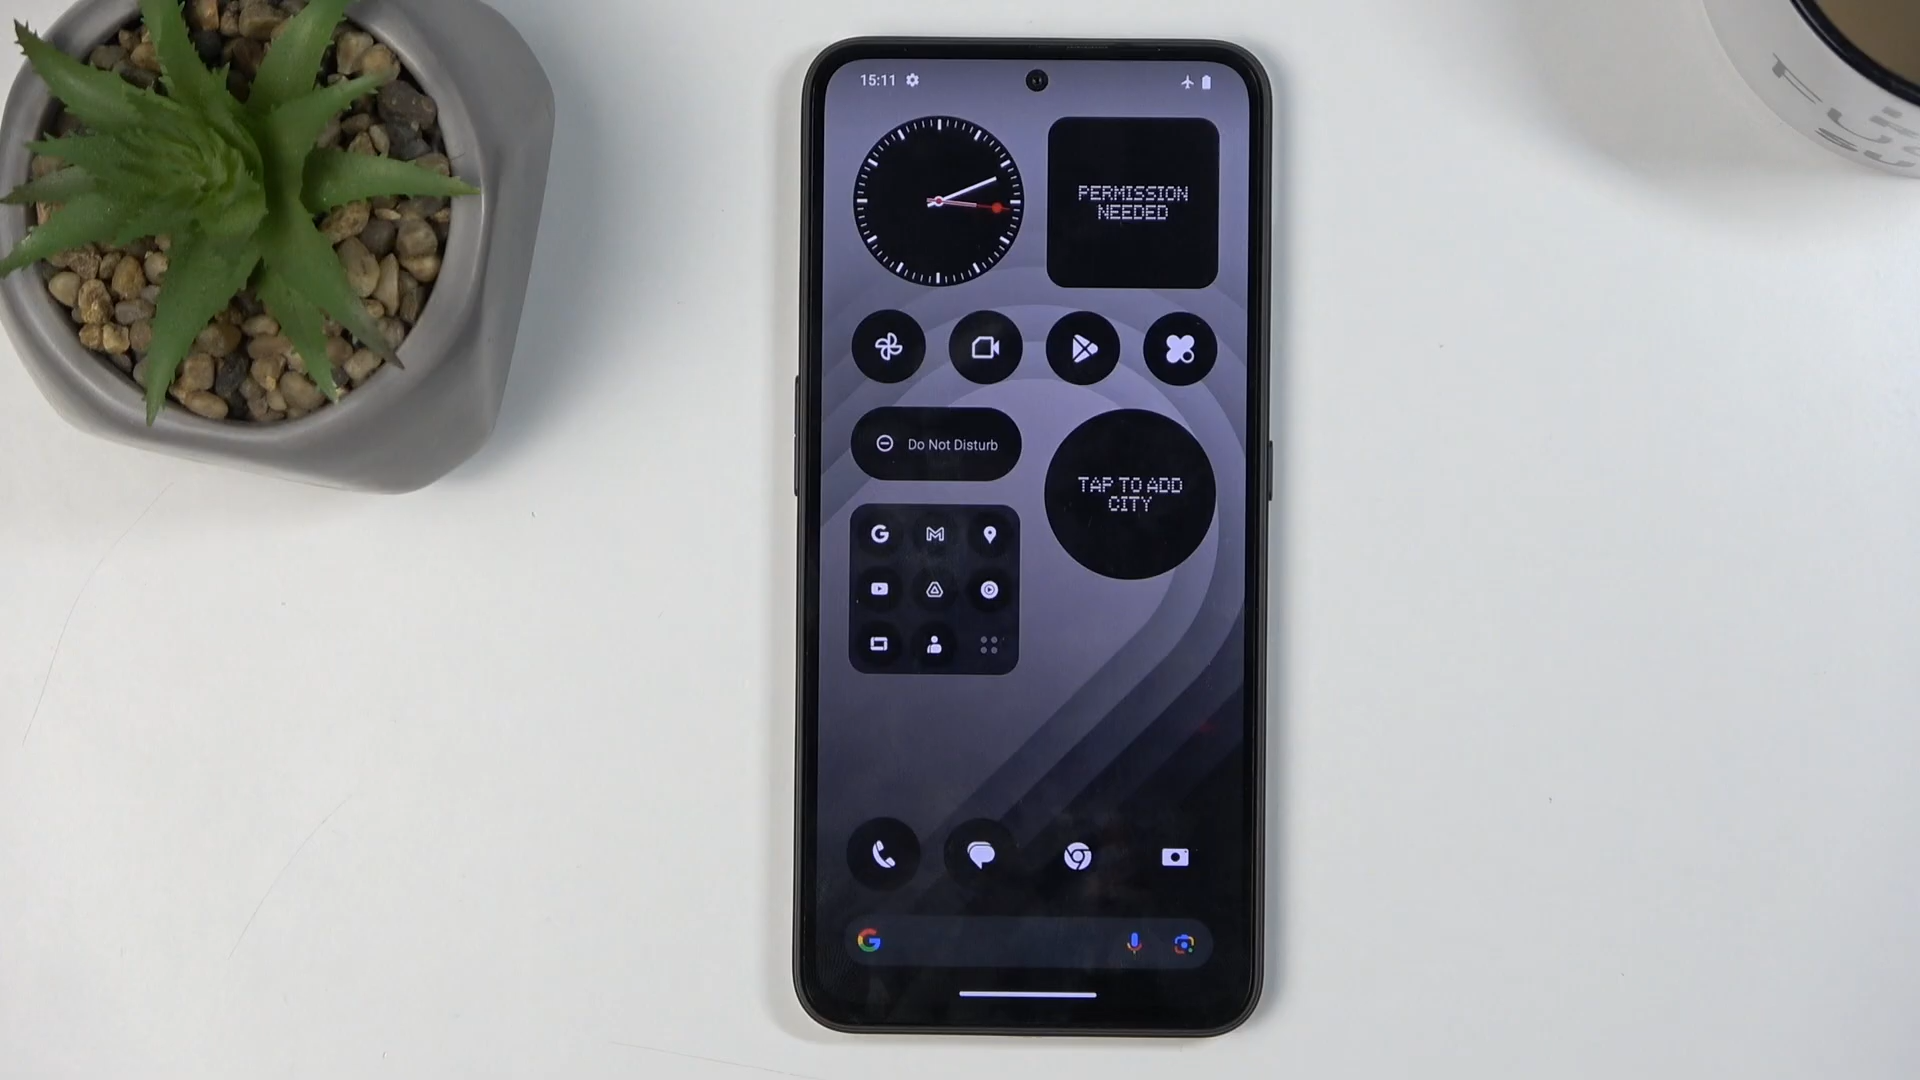 15:11
PERMISSION
NEEDED
Do Not Disturb
TAP TO ADD
CITY